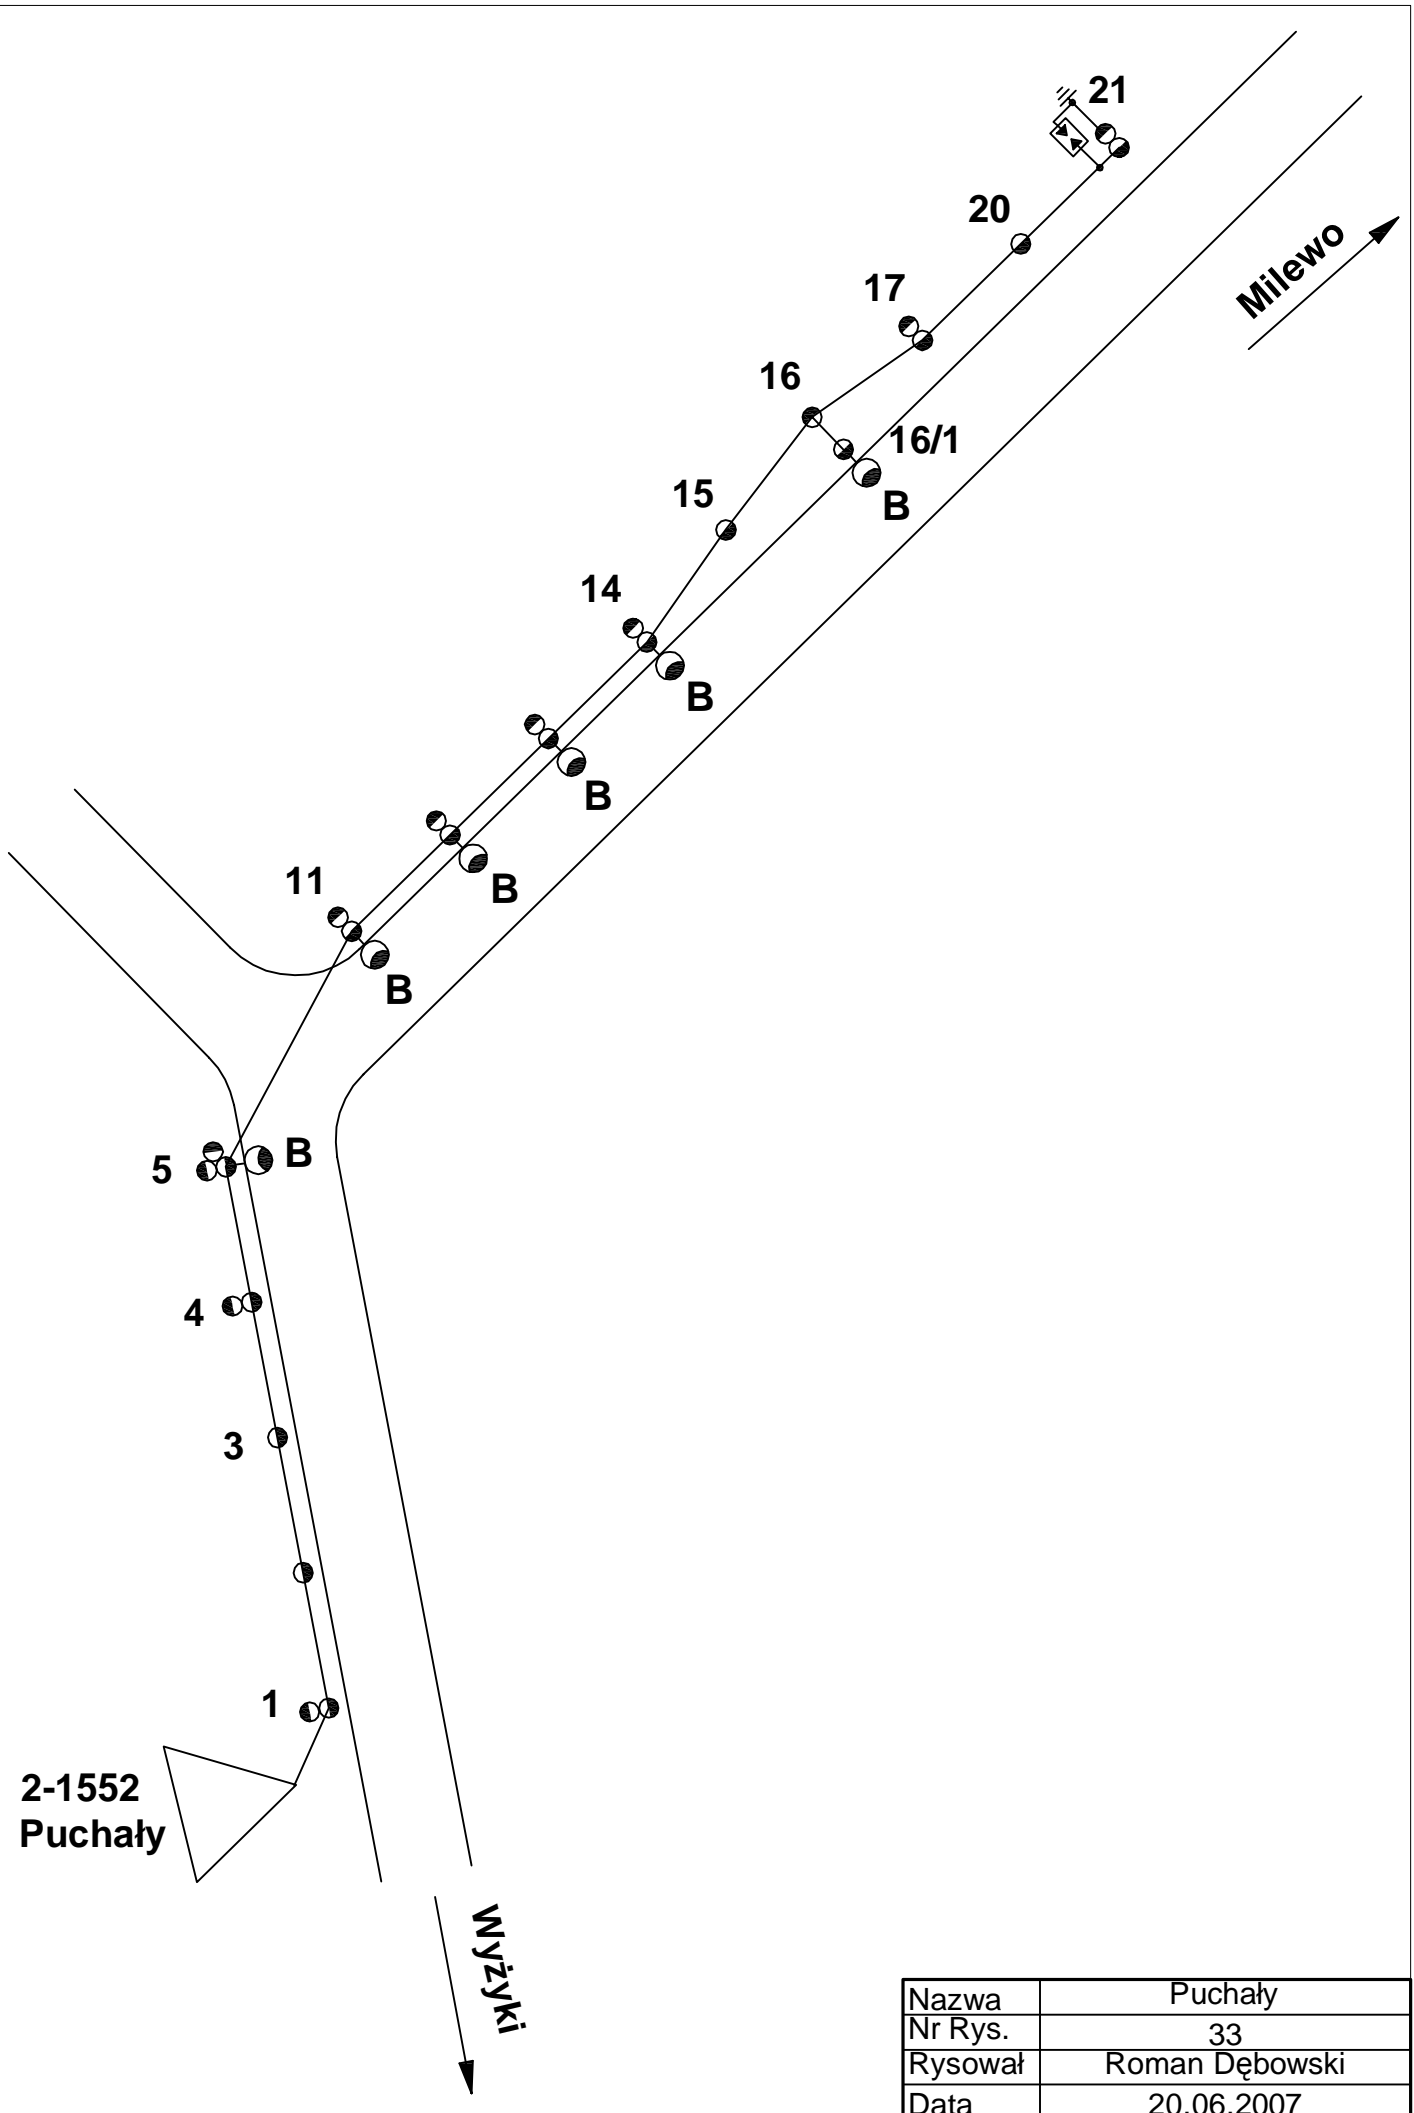 21
20
Milewo
17
16
16/1
B
15
14
B
B
B
11
B
5
B
4
3
1
2-1552
Puchały
Wyżyki
Nazwa Puchały
Nr Rys. 33
Rysował Roman Dębowski
Data 20.06.2007